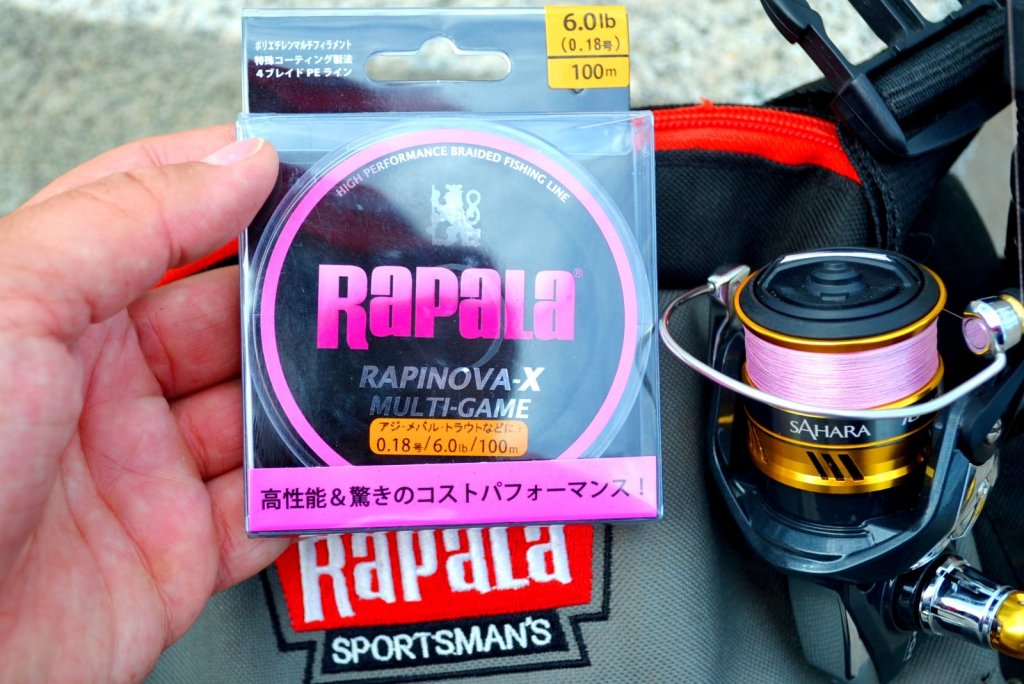 ポリエチレンマルチフィラメント
特殊コーティング製法
4ブレイドPEライン
6.0lb
(0.18号)
100m
HIGH PERFORMANCE BRAIDED FISHING LINE
RAPALA®
RAPINOVA-X
MULTI-GAME
アジ・メバル・トラウトなどに!
0.18号/6.0lb/100m
高性能&驚きのコストパフォーマンス!
RAPALA
SPORTSMAN'S
SAHARA